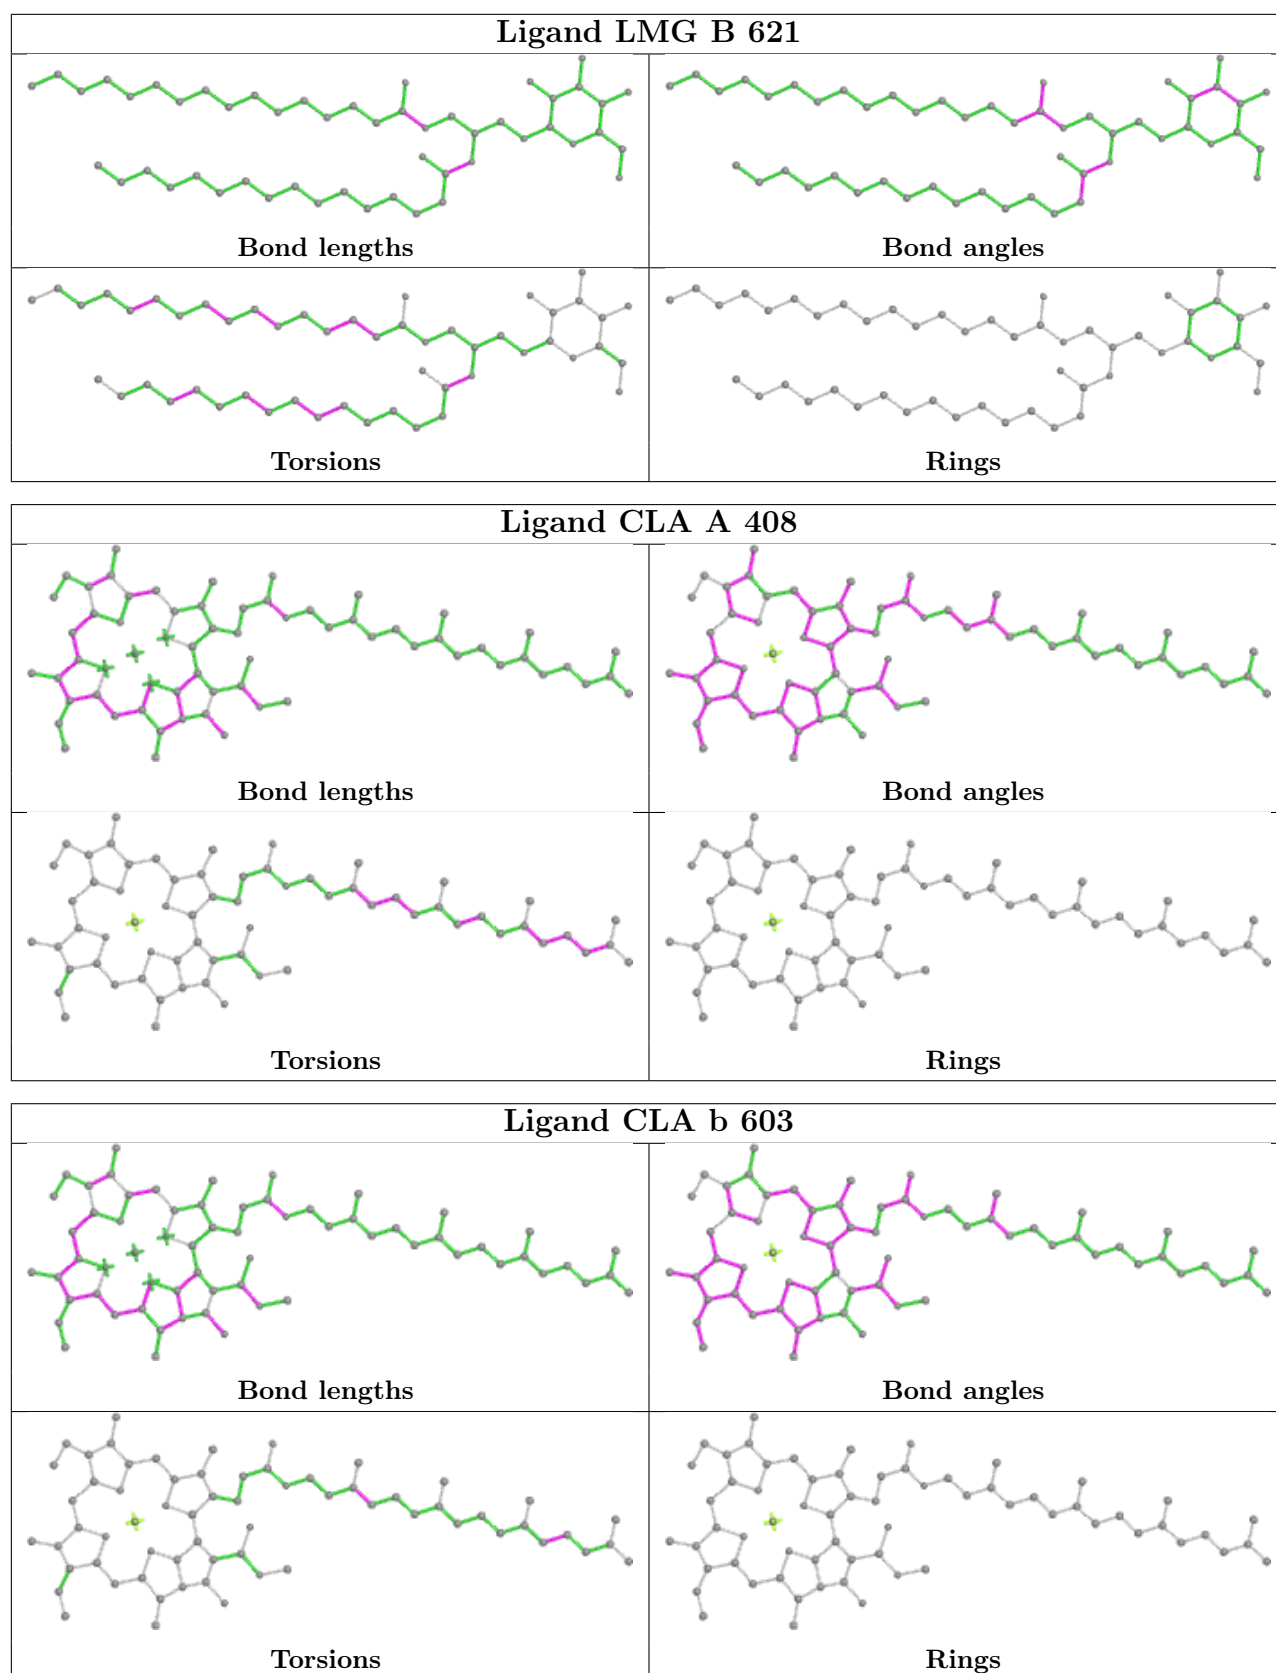 Ligand LMG B 621
Bond lengths
Bond angles
Torsions
Rings
Ligand CLA A 408
Bond lengths
Bond angles
Torsions
Rings
Ligand CLA b 603
Bond lengths
Bond angles
Torsions
Rings